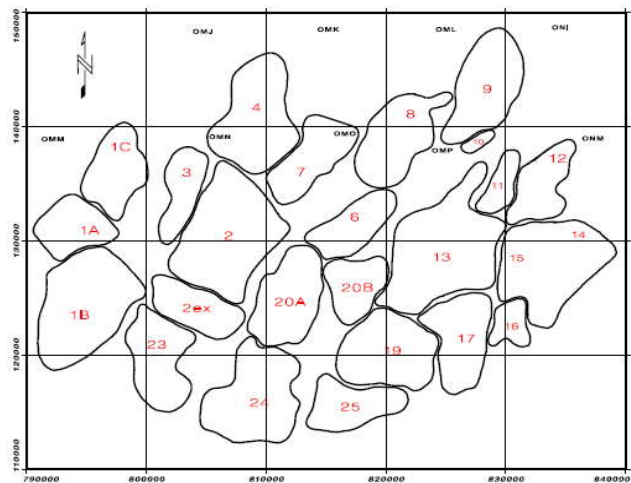 150000
OMJ
OMK
OML
ONI
N
9
4
8
140000
OMM
OMN
OMO
OMP
ONM
10
1C
3
7
11
12
1A
2
6
14
130000
13
15
2ex
20A
20B
1B
16
23
19
17
120000
24
25
110000
790000
800000
810000
820000
830000
840000